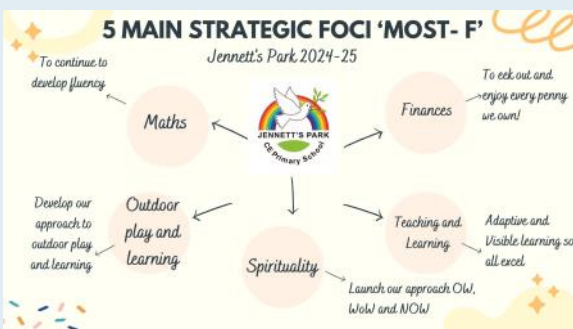 5 MAIN STRATEGIC FOCI 'MOST- F'
Jennett's Park 2024-25
To continue to
develop fluency
Maths
JENNETT'S PARK
CE Primary School
Finances
To eek out and
enjoy every penny
we own!
Develop our
approach to
outdoor play
and learning
Outdoor
play and
learning
Spirituality
Launch our approach OW,
WoW and NOW
Teaching and
Learning
Adaptive and
Visible learning so
all excel